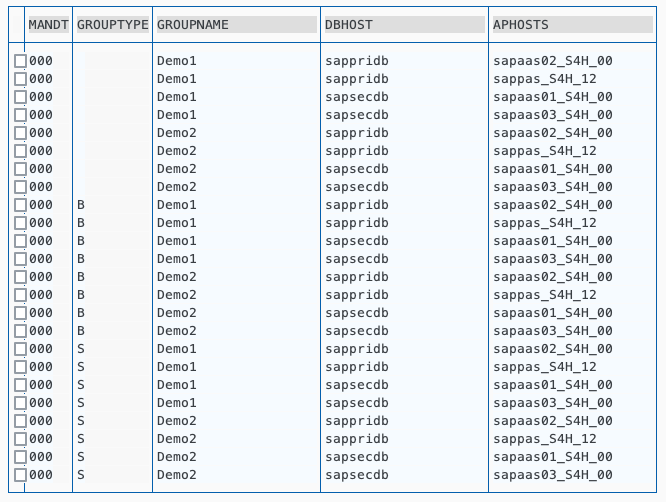 MANDT GROUPTYPE GROUPNAME DBHOST APHOSTS
000 Demo1 sappridb sapaas02_S4H_00
000 Demo1 sappridb sappas_S4H_12
000 Demo1 sapsecdb sapaas01_S4H_00
000 Demo1 sapsecdb sapaas03_S4H_00
000 Demo2 sappridb sapaas02_S4H_00
000 Demo2 sappridb sappas_S4H_12
000 Demo2 sapsecdb sapaas01_S4H_00
000 Demo2 sapsecdb sapaas03_S4H_00
000 B Demo1 sappridb sapaas02_S4H_00
000 B Demo1 sappridb sappas_S4H_12
000 B Demo1 sapsecdb sapaas01_S4H_00
000 B Demo1 sapsecdb sapaas03_S4H_00
000 B Demo2 sappridb sapaas02_S4H_00
000 B Demo2 sappridb sappas_S4H_12
000 B Demo2 sapsecdb sapaas01_S4H_00
000 B Demo2 sapsecdb sapaas03_S4H_00
000 S Demo1 sappridb sapaas02_S4H_00
000 S Demo1 sappridb sappas_S4H_12
000 S Demo1 sapsecdb sapaas01_S4H_00
000 S Demo1 sapsecdb sapaas03_S4H_00
000 S Demo2 sappridb sapaas02_S4H_00
000 S Demo2 sappridb sappas_S4H_12
000 S Demo2 sapsecdb sapaas01_S4H_00
000 S Demo2 sapsecdb sapaas03_S4H_00